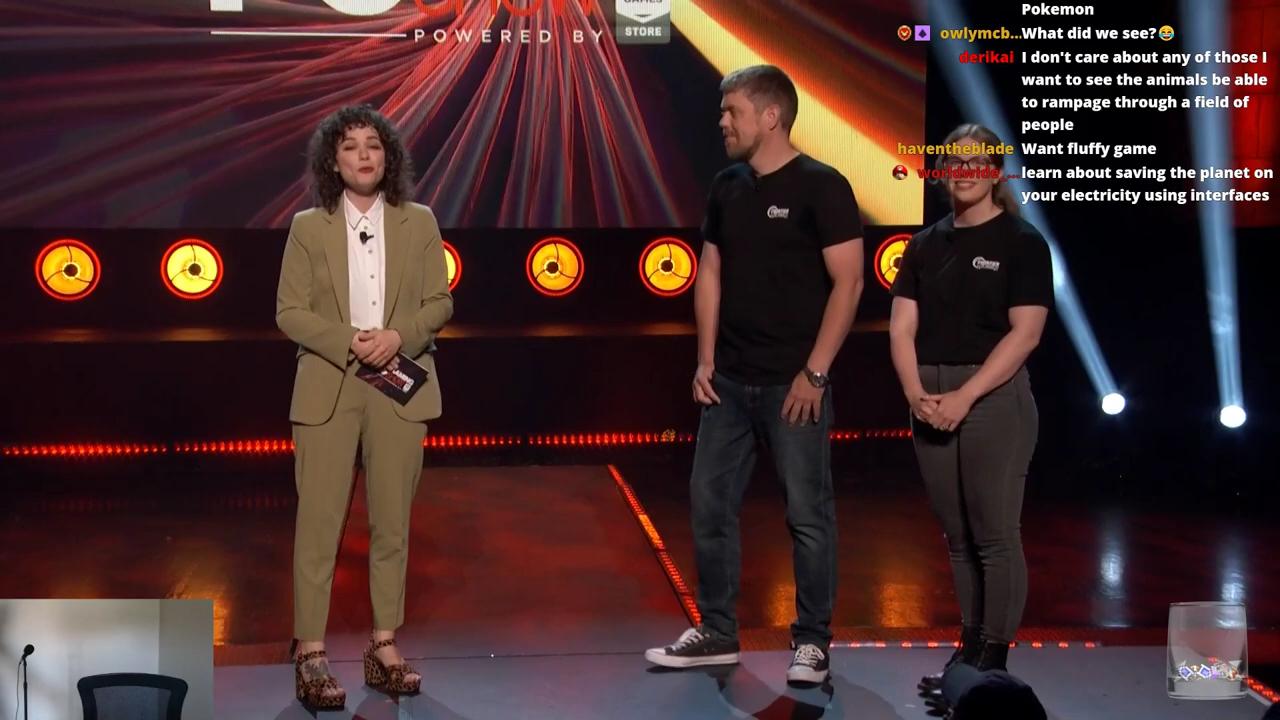 show
POWERED BY
GAMES
STORE
Pokemon
owlymcb... What did we see?😂
derikai I don't care about any of those I
want to see the animals be able
to rampage through a field of
people
haventheblade Want fluffy game
worldwide_... learn about saving the planet on
your electricity using interfaces